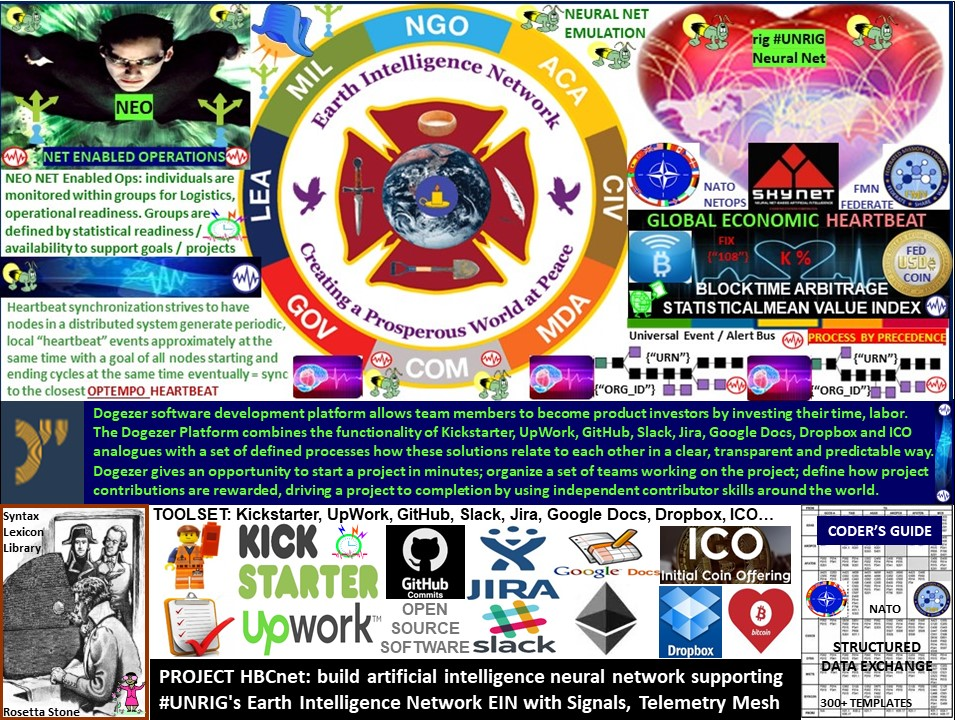 NEO
NET ENABLED OPERATIONS
NEO NET Enabled Ops: individuals are
monitored within groups for Logistics,
operational readiness. Groups are
defined by statistical readiness /
availability to support goals / projects
Heartbeat synchronization strives to have
nodes in a distributed system generate periodic,
local “heartbeat” events approximately at the
same time with a goal of all nodes starting and
ending cycles at the same time eventually = sync
to the closest OPTEMPO HEARTBEAT
NGO
ACA
CIV
MDA
COM
GOV
LEA
MIL
Earth Intelligence Network
Creating a Prosperous World at Peace
NEURAL NET
EMULATION
rig #UNRIG
Neural Net
NATO
NETOPS
SKYNET
NEURAL NET-BASED ARTIFICIAL INTELLIGENCE
FMN
FEDERATE
GLOBAL ECONOMIC HEARTBEAT
FIX
{“108”}
K %
FED
USD
COIN
BLOCKTIME ARBITRAGE
STATISTICALMEAN VALUE INDEX
Universal Event / Alert Bus
PROCESS BY PRECEDENCE
{“URN”}
{“ORG_ID”}
{“URN”}
{“ORG_ID”}
Dogezer software development platform allows team members to become product investors by investing their time, labor.
The Dogezer Platform combines the functionality of Kickstarter, UpWork, GitHub, Slack, Jira, Google Docs, Dropbox and ICO
analogues with a set of defined processes how these solutions relate to each other in a clear, transparent and predictable way.
Dogezer gives an opportunity to start a project in minutes; organize a set of teams working on the project; define how project
contributions are rewarded, driving a project to completion by using independent contributor skills around the world.
Syntax
Lexicon
Library
Rosetta Stone
TOOLSET: Kickstarter, UpWork, GitHub, Slack, Jira, Google Docs, Dropbox, ICO…
KICK
STARTER
GitHub
Commits
JIRA
Google Docs
ICO
Initial Coin Offering
upwork™
OPEN
SOURCE
SOFTWARE
slack
Dropbox
bitcoin
PROJECT HBCnet: build artificial intelligence neural network supporting
#UNRIG's Earth Intelligence Network EIN with Signals, Telemetry Mesh
CODER’S GUIDE
NATO
STRUCTURED
DATA EXCHANGE
300+ TEMPLATES